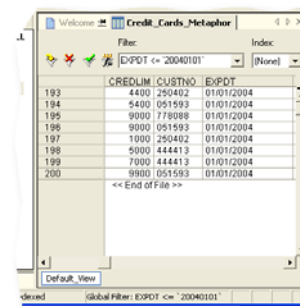 Welcome Credit_Cards_Metaphor
Filter: Index:
EXPDT <= '20040101' (None)
CREDLIM CUSTNO EXPDT
193 4400 250402 01/01/2004
194 5400 051593 01/01/2004
195 9000 778088 01/01/2004
196 9000 051593 01/01/2004
197 1000 250402 01/01/2004
198 5000 444413 01/01/2004
199 7000 444413 01/01/2004
200 9900 051593 01/01/2004
<< End of File >>
Default_View
dexed Global Filter: EXPDT <= '20040101'